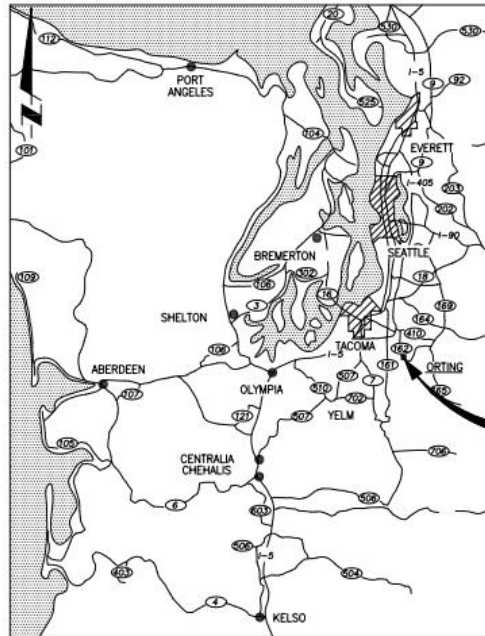 20
530
530
112
I-5
9
92
PORT
ANGELES
525
N
104
EVERETT
101
9
I-405
203
202
BREMERTON
I-90
SEATTLE
109
302
106
18
16
3
169
SHELTON
164
410
TACOMA
162
106
I-5
161
ORTING
ABERDEEN
OLYMPIA
507
7
107
510
165
702
121
YELM
507
105
CENTRALIA
CHEHALIS
706
6
506
603
506
I-5
403
504
4
KELSO